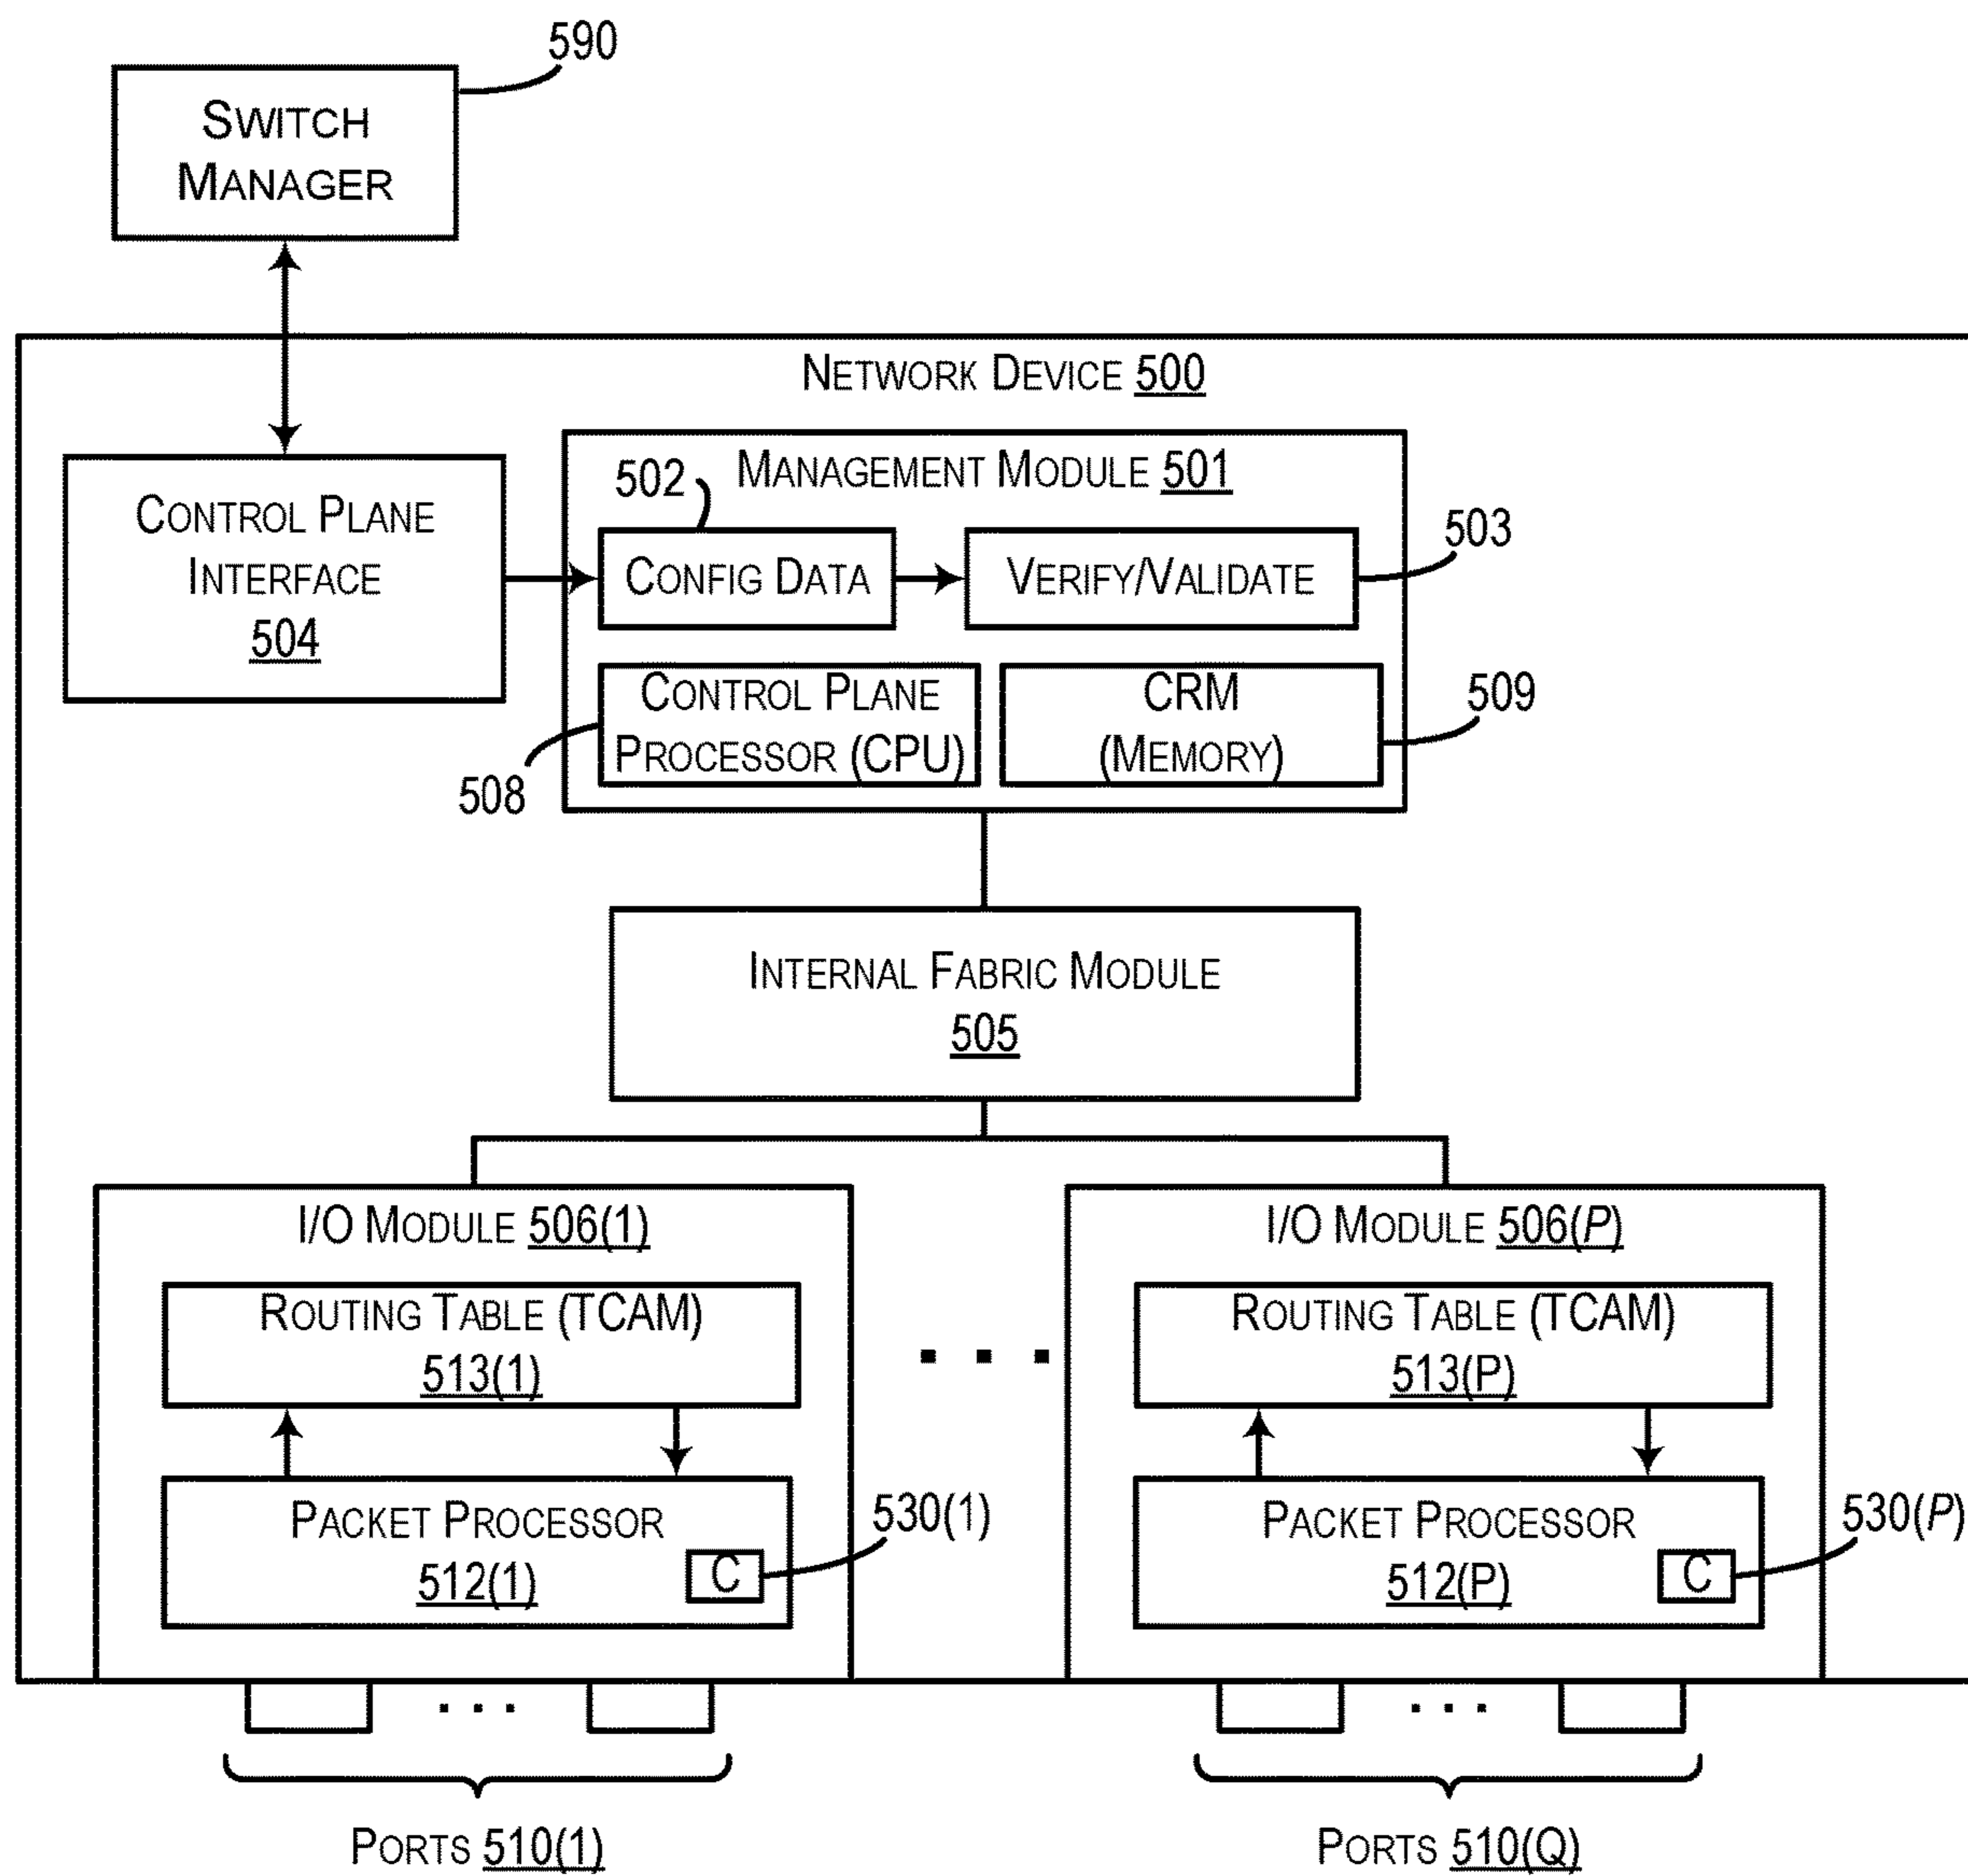 590
SWITCH
MANAGER
NETWORK DEVICE 500
MANAGEMENT MODULE 501
502
503
CONTROL PLANE
INTERFACE
504
CONFIG DATA
VERIFY/VALIDATE
CONTROL PLANE
PROCESSOR (CPU)
508
CRM
(MEMORY)
509
INTERNAL FABRIC MODULE
505
I/O MODULE 506(1)
ROUTING TABLE (TCAM)
513(1)
PACKET PROCESSOR
512(1)
C
530(1)
. . .
I/O MODULE 506(P)
ROUTING TABLE (TCAM)
513(P)
PACKET PROCESSOR
512(P)
C
530(P)
. . .
. . .
PORTS 510(1)
PORTS 510(Q)